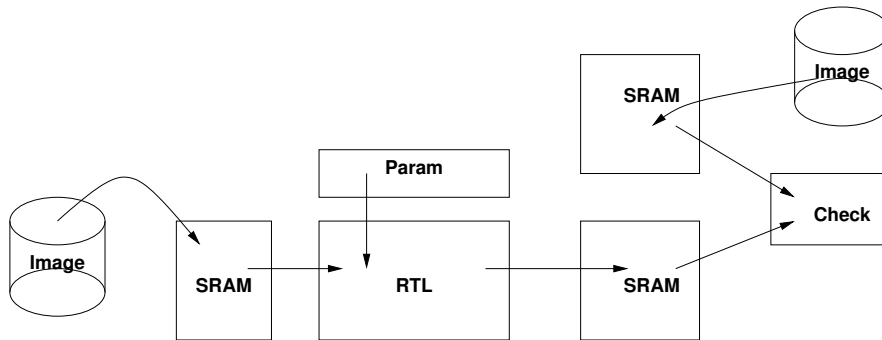 Image
SRAM
Param
Check
Image
SRAM
RTL
SRAM